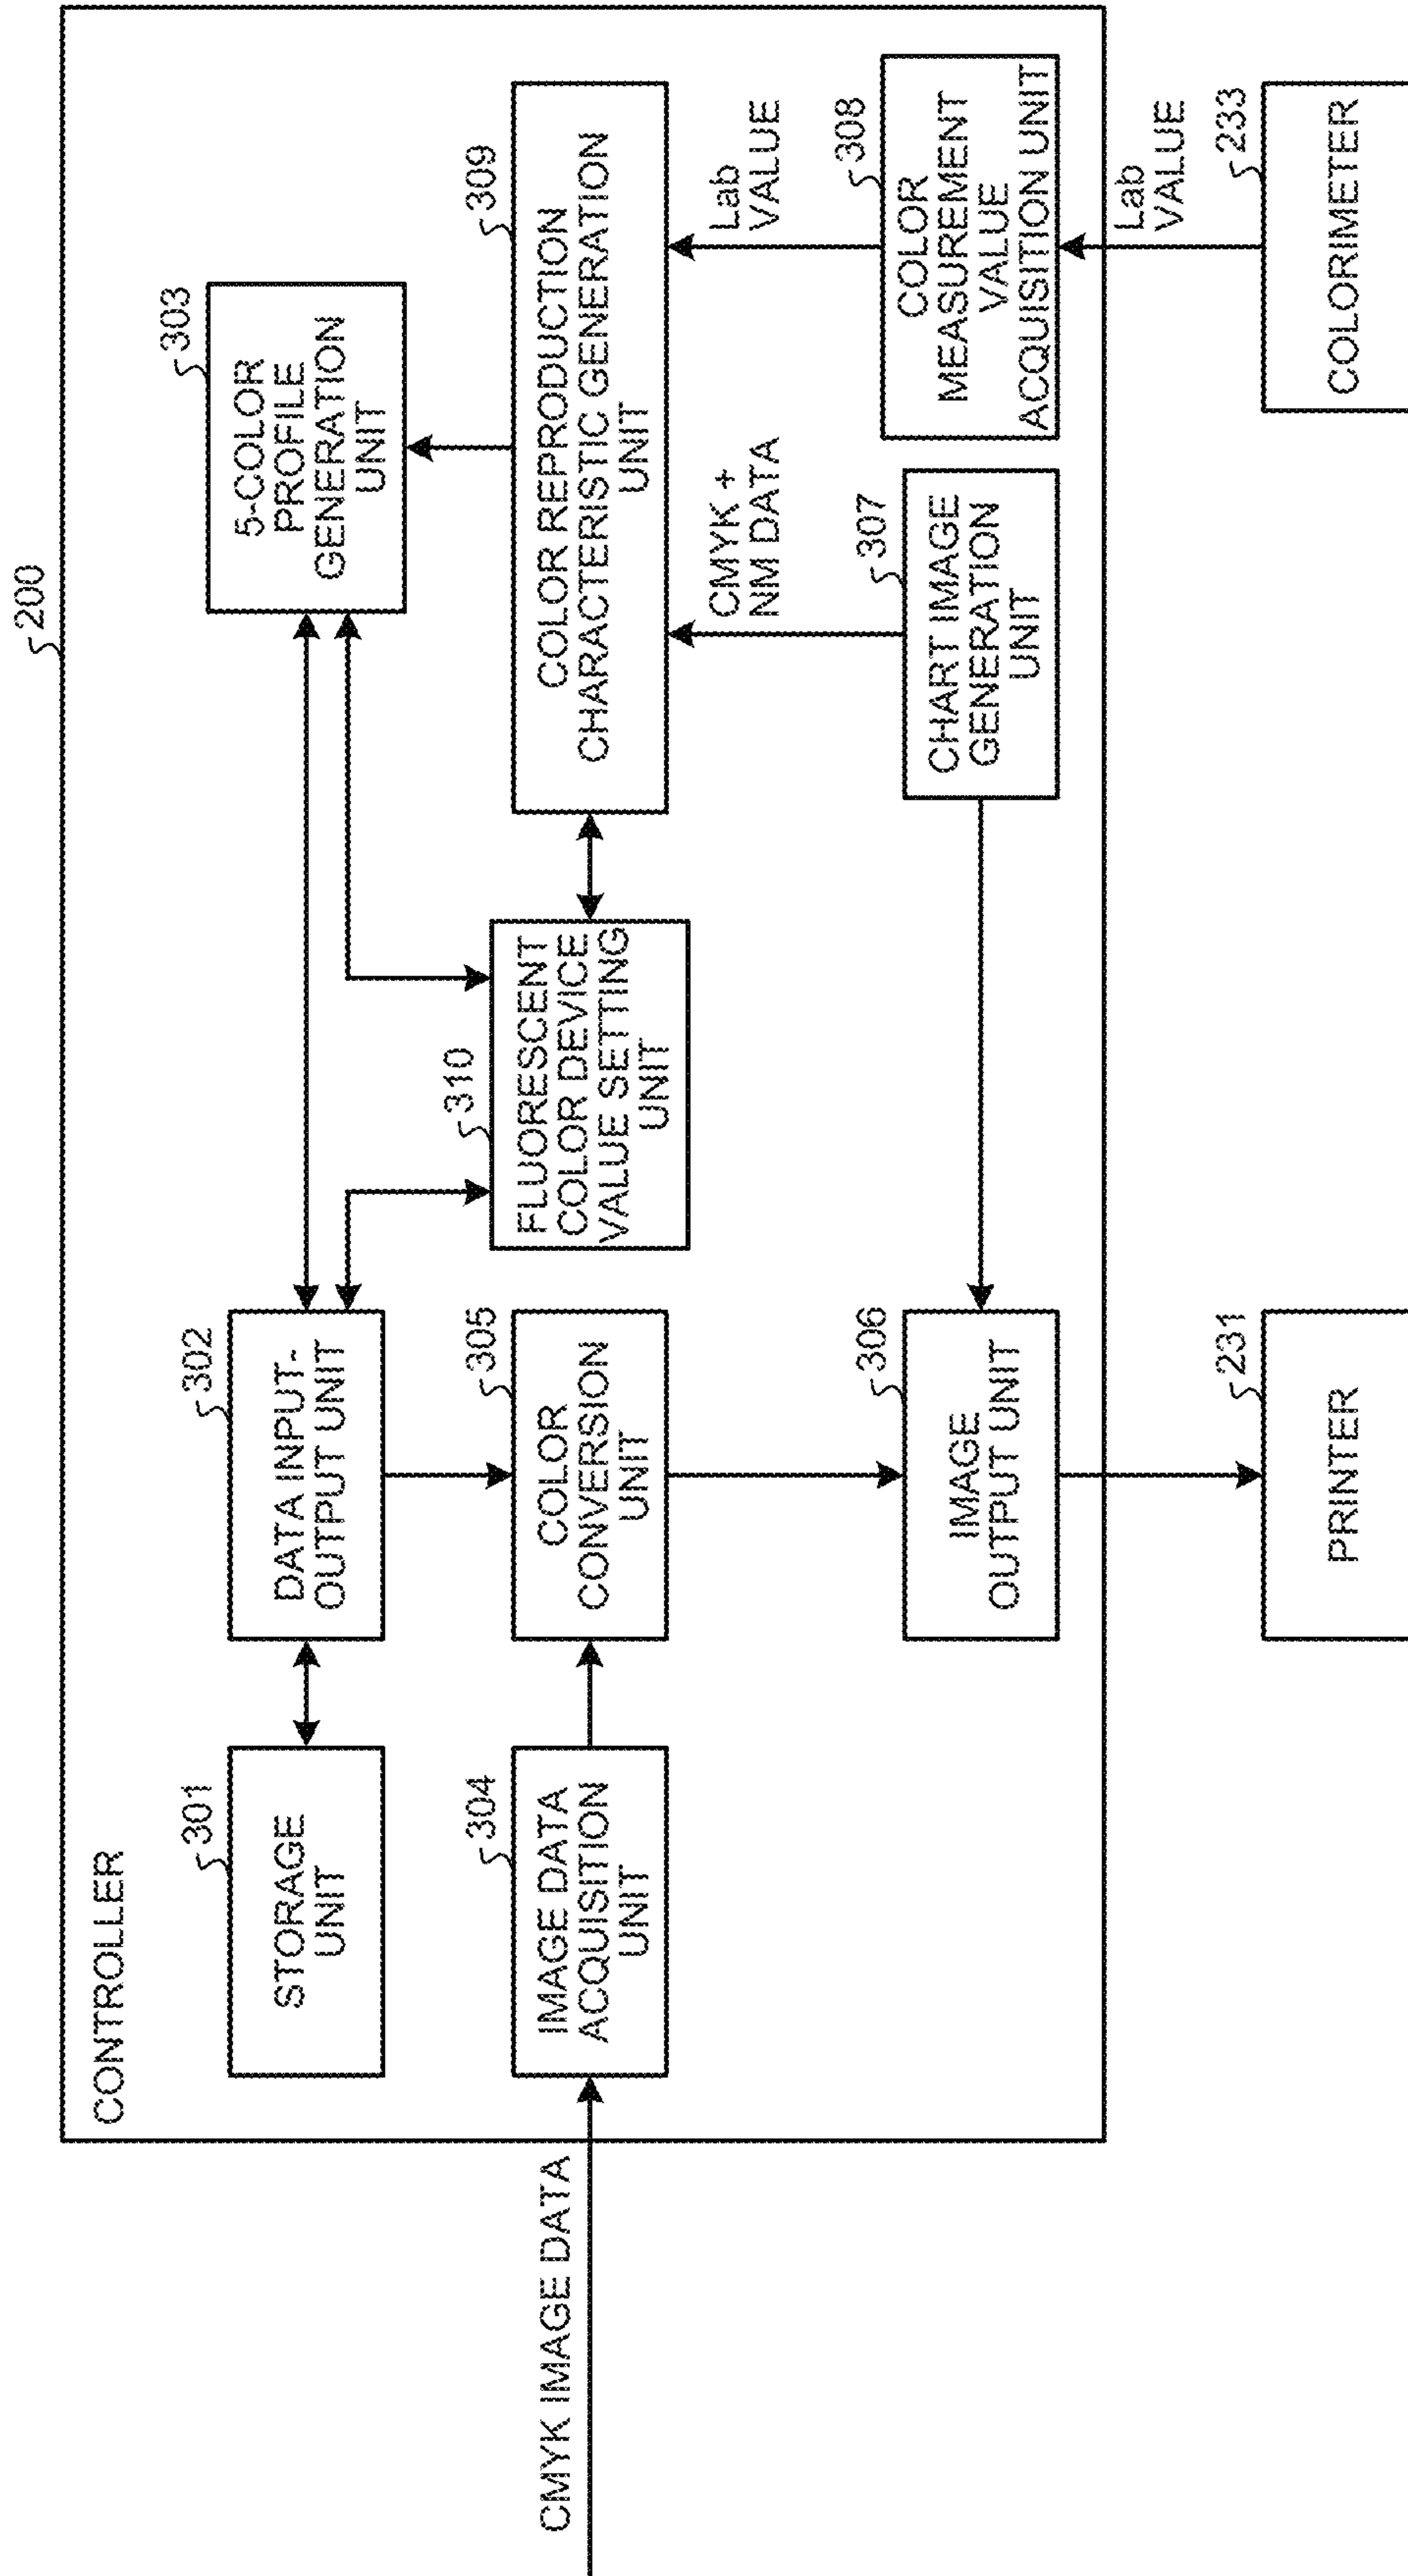 200
CONTROLLER
301
STORAGE
UNIT
302
DATA INPUT-
OUTPUT UNIT
303
5-COLOR
PROFILE
GENERATION
UNIT
CMYK IMAGE DATA
304
IMAGE DATA
ACQUISITION
UNIT
305
COLOR
CONVERSION
UNIT
310
FLUORESCENT
COLOR DEVICE
VALUE SETTING
UNIT
309
COLOR REPRODUCTION
CHARACTERISTIC GENERATION
UNIT
CMYK +
NM DATA
Lab
VALUE
306
IMAGE
OUTPUT UNIT
307
CHART IMAGE
GENERATION
UNIT
308
COLOR
MEASUREMENT
VALUE
ACQUISITION UNIT
Lab
VALUE
231
PRINTER
233
COLORIMETER